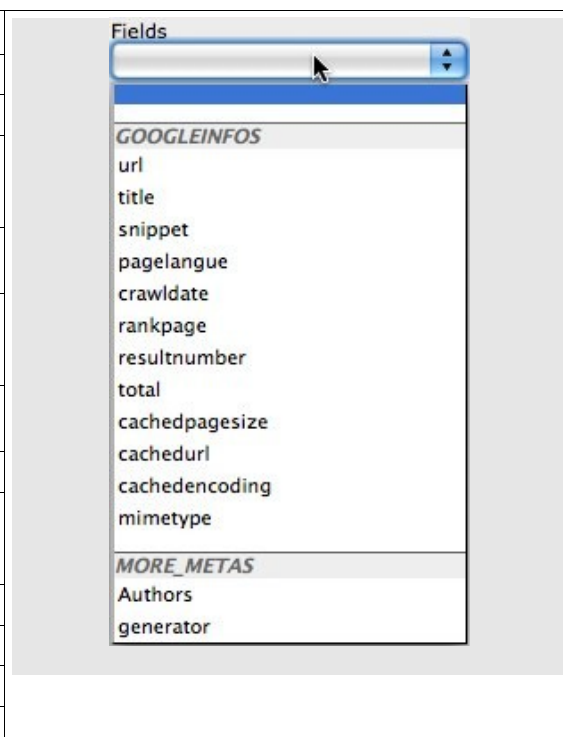 Fields
GOOGLEINFOS
url
title
snippet
pagelangue
crawldate
rankpage
resultnumber
total
cachedpagesize
cachedurl
cachedencoding
mimetype
MORE_METAS
Authors
generator